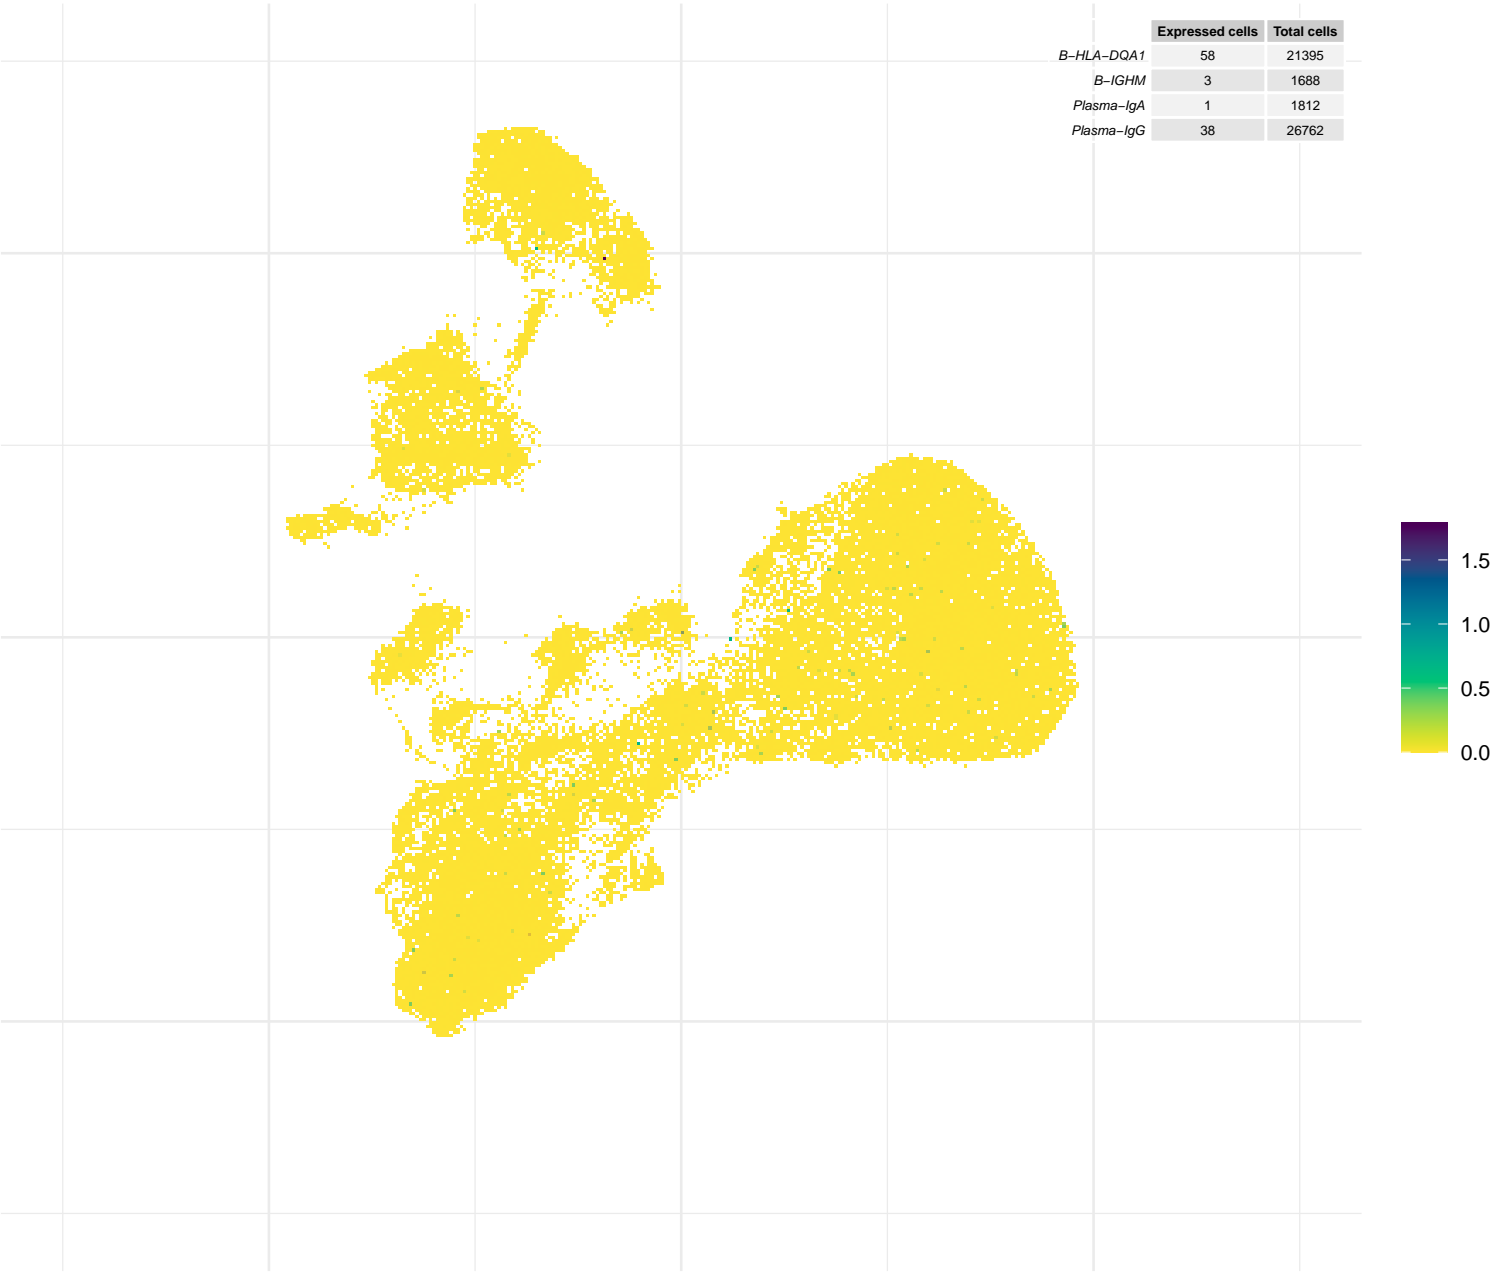 Expressed cells Total cells
B–HLA–DQA1 58 21395
B–IGHM 3 1688
Plasma–IgA 1 1812
Plasma–IgG 38 26762
1.5
1.0
0.5
0.0